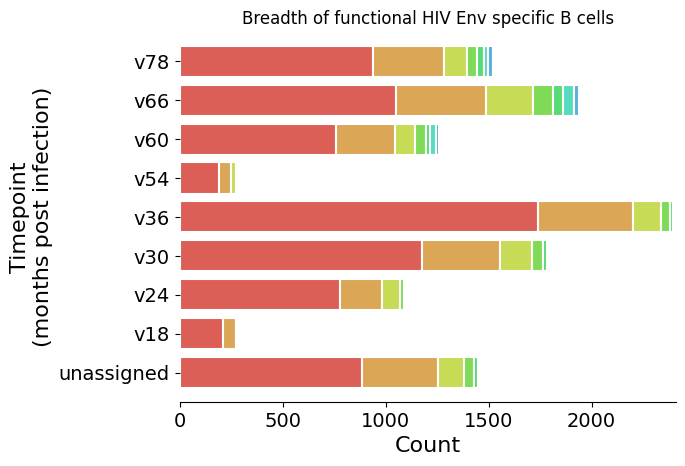 Breadth of functional HIV Env specific B cells
Timepoint
(months post infection)
v78
v66
v60
v54
v36
v30
v24
v18
unassigned
0 500 1000 1500 2000
Count